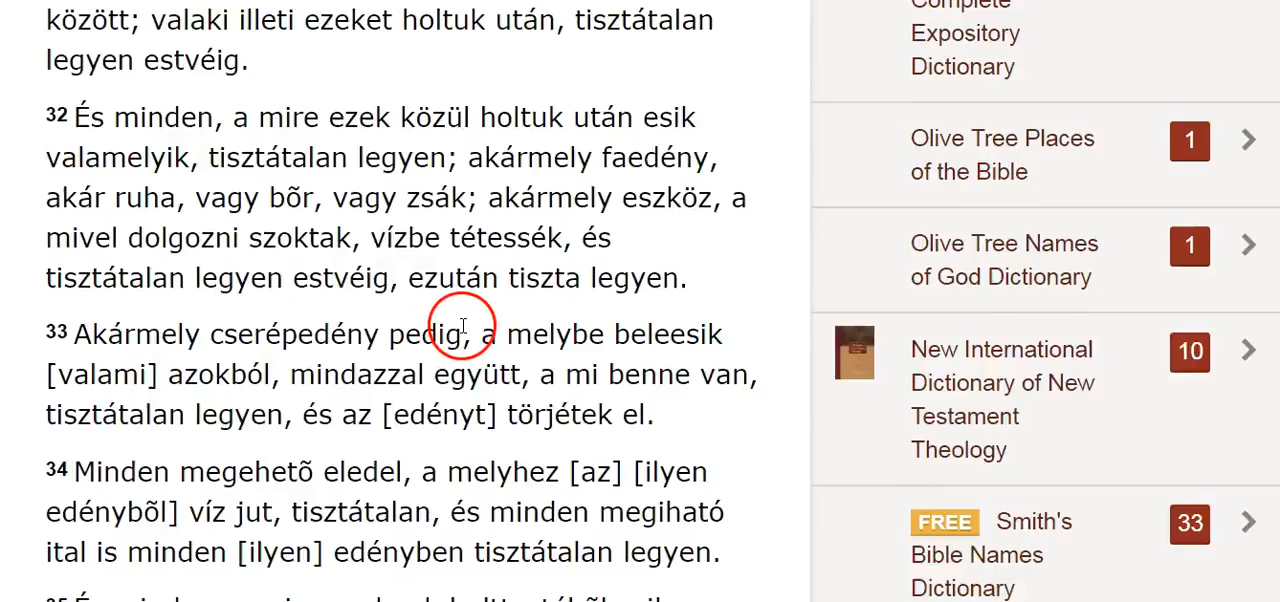 között; valaki illeti ezeket holtuk után, tisztátalan
legyen estvéig.
32 És minden, a mire ezek közül holtuk után esik
valamelyik, tisztátalan legyen; akármely faedény,
akár ruha, vagy bõr, vagy zsák; akármely eszköz, a
mivel dolgozni szoktak, vízbe tétessék, és
tisztátalan legyen estvéig, ezután tiszta legyen.
33 Akármely cserépedény pedig, a melybe beleesik
[valami] azokból, mindazzal együtt, a mi benne van,
tisztátalan legyen, és az [edényt] törjétek el.
34 Minden megehetõ eledel, a melyhez [az] [ilyen
edénybõl] víz jut, tisztátalan, és minden megiható
ital is minden [ilyen] edényben tisztátalan legyen.
Complete
Expository
Dictionary
Olive Tree Places
of the Bible
1
Olive Tree Names
of God Dictionary
1
New International
Dictionary of New
Testament
Theology
10
FREE Smith's
Bible Names
Dictionary
33